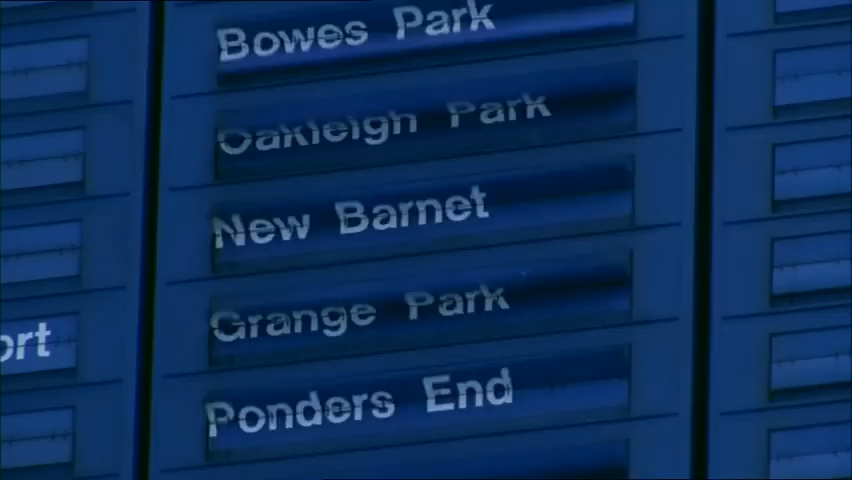 Bowes Park
Oakleigh Park
New Barnet
Grange Park
ort
Ponders End